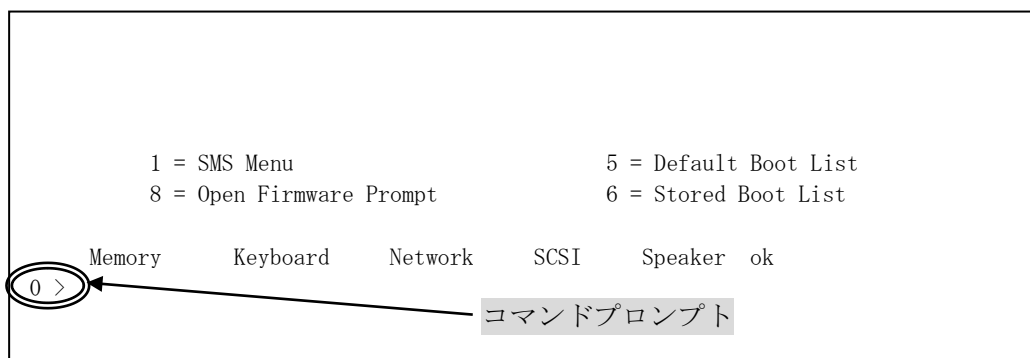 1 = SMS Menu 5 = Default Boot List
8 = Open Firmware Prompt 6 = Stored Boot List
Memory Keyboard Network SCSI Speaker ok
0 >
コマンドプロンプト